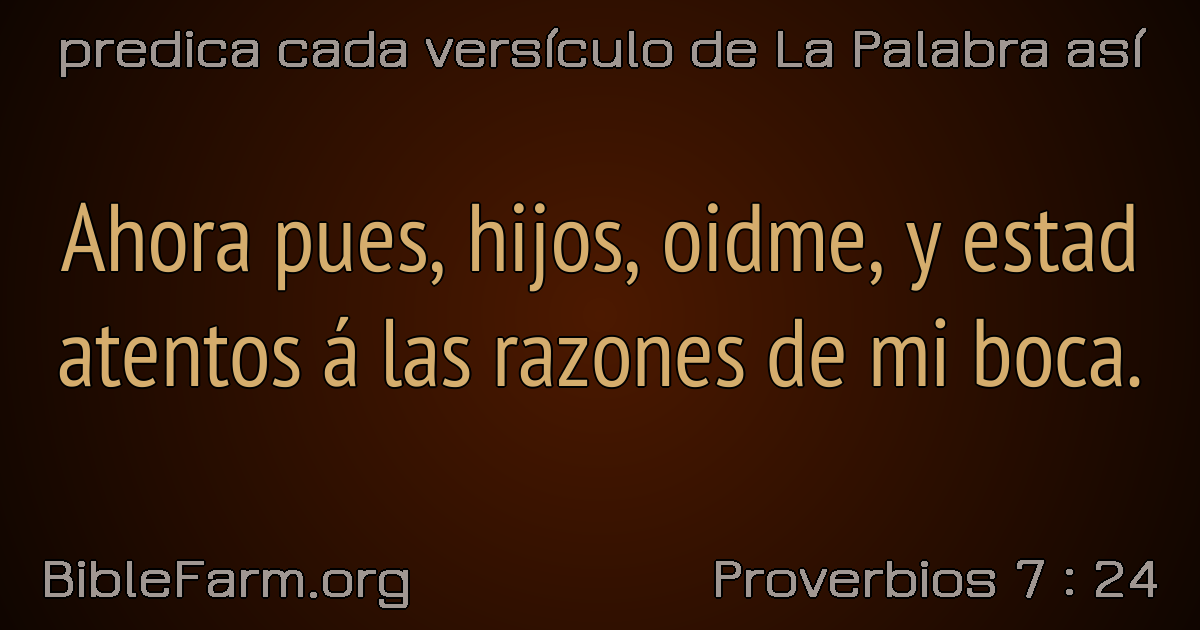 predica cada versículo de La Palabra así
Ahora pues, hijos, oidme, y estad
atentos á las razones de mi boca.
BibleFarm.org
Proverbios 7 : 24